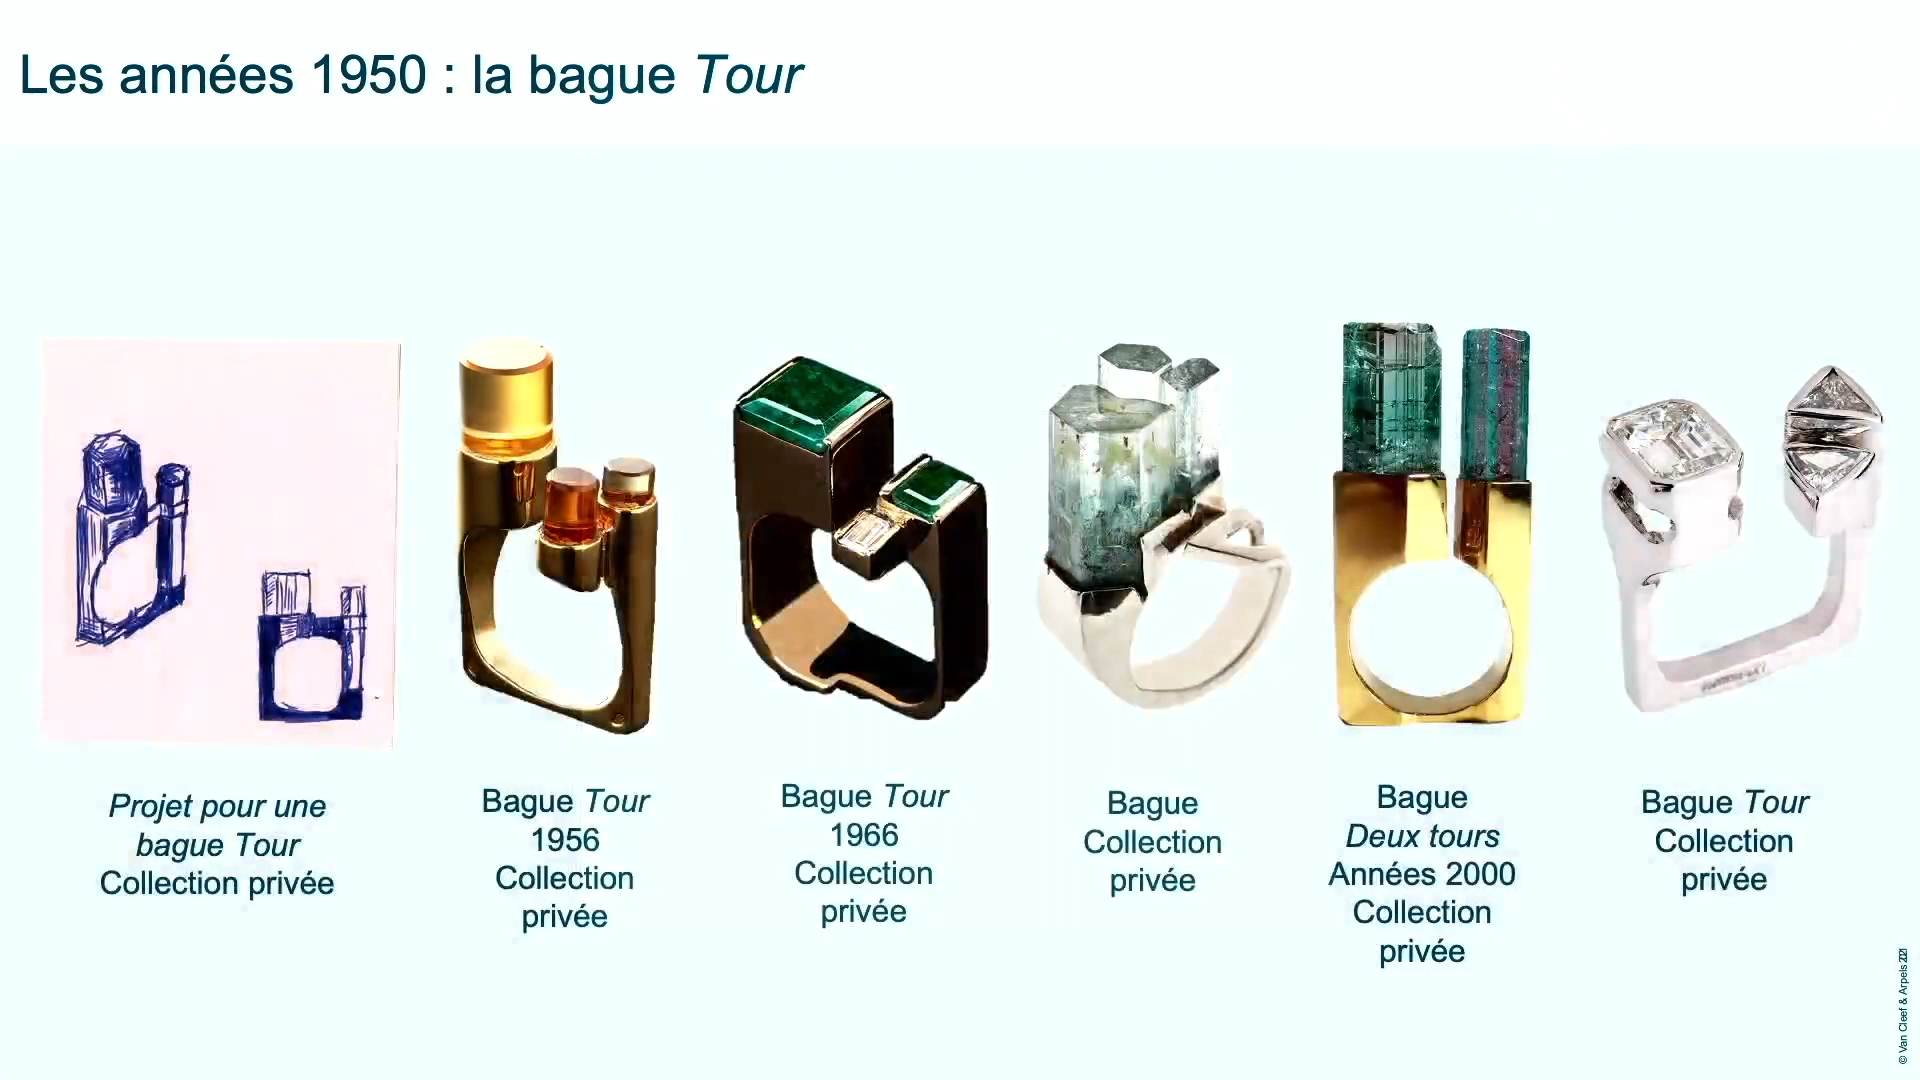 Les années 1950 : la bague Tour
Projet pour une
bague Tour
Collection privée
Bague Tour
1956
Collection
privée
Bague Tour
1966
Collection
privée
Bague
Collection
privée
Bague
Deux tours
Années 2000
Collection
privée
Bague Tour
Collection
privée
© Van Cleef & Arpels